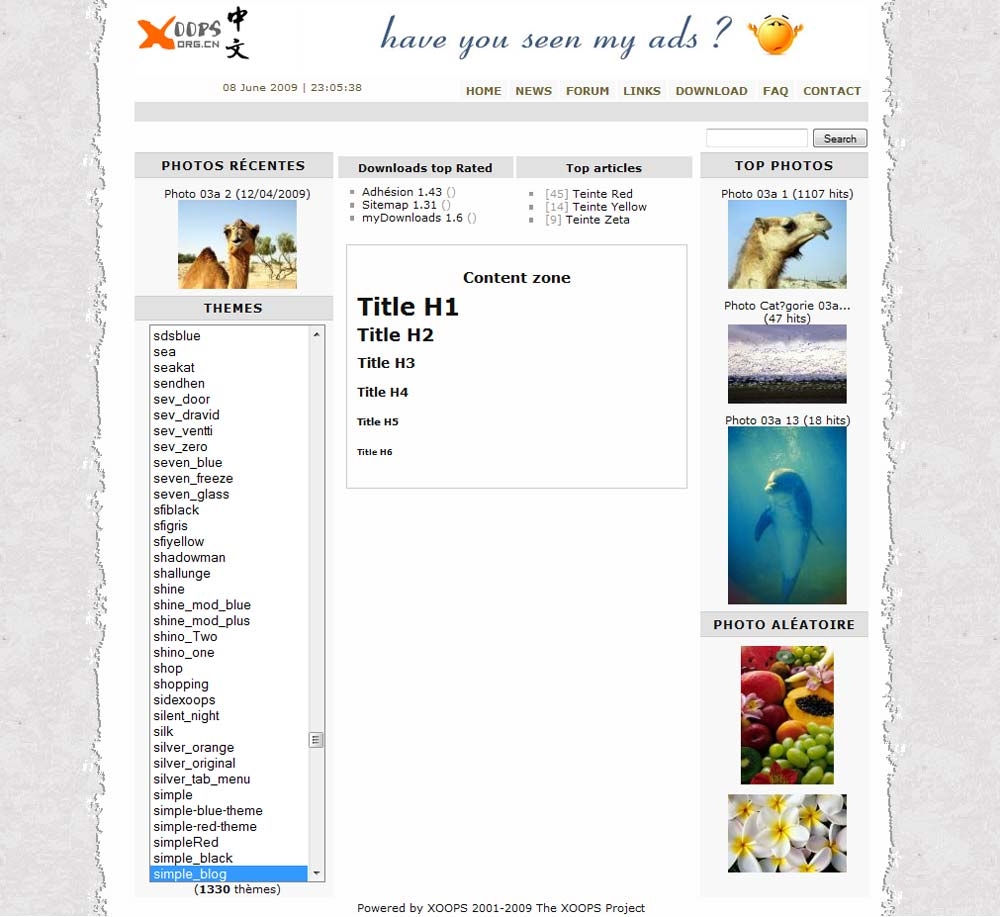 XOOPS
ORG.CN
中文
have you seen my ads ?
08 June 2009 | 23:05:38
HOME NEWS FORUM LINKS DOWNLOAD FAQ CONTACT
Search
PHOTOS RÉCENTES
Photo 03a 2 (12/04/2009)
THEMES
sdsblue
sea
seakat
sendhen
sev_door
sev_dravid
sev_ventti
sev_zero
seven_blue
seven_freeze
seven_glass
sfiblack
sfigris
sfiyellow
shadowman
shallunge
shine
shine_mod_blue
shine_mod_plus
shino_Two
shino_one
shop
shopping
sidexoops
silent_night
silk
silver_orange
silver_original
silver_tab_menu
simple
simple-blue-theme
simple-red-theme
simpleRed
simple_black
simple_blog
(1330 thèmes)
Downloads top Rated
Adhésion 1.43 ()
Sitemap 1.31 ()
myDownloads 1.6 ()
Top articles
[45] Teinte Red
[14] Teinte Yellow
[9] Teinte Zeta
Content zone
Title H1
Title H2
Title H3
Title H4
Title H5
Title H6
TOP PHOTOS
Photo 03a 1 (1107 hits)
Photo Cat?gorie 03a...
(47 hits)
Photo 03a 13 (18 hits)
PHOTO ALÉATOIRE
Powered by XOOPS 2001-2009 The XOOPS Project